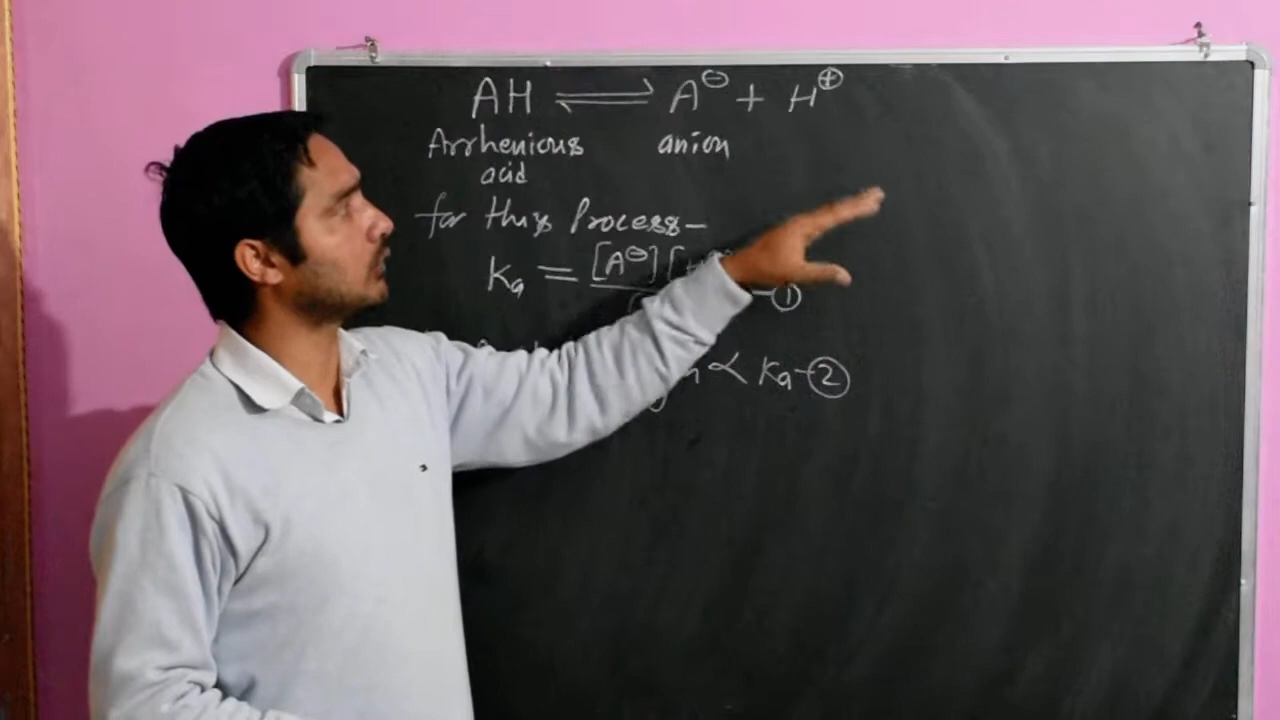 AH ⇌ A⊖ + H⊕
Arrhenious anion
acid
for this Process-
Ka = [A⊖] [ - ①
∝ Ka - ②